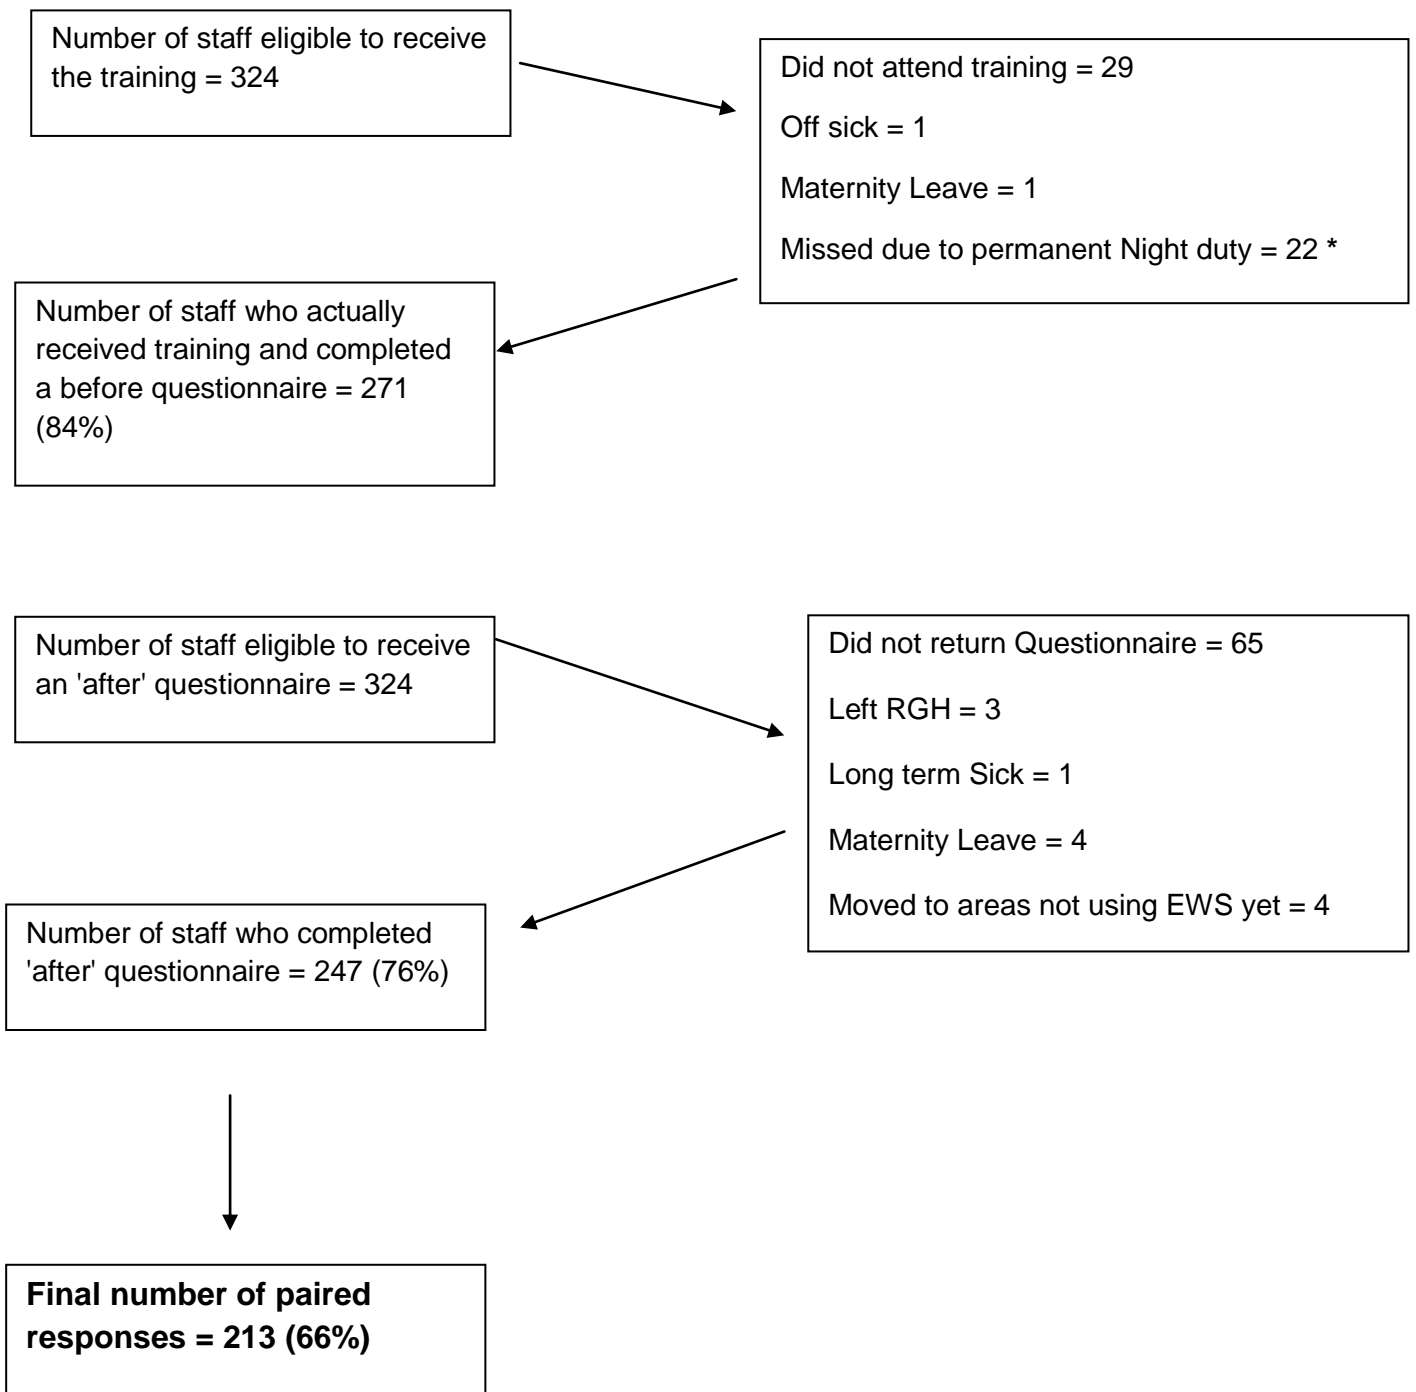 Number of staff eligible to receive
the training = 324
Did not attend training = 29
Off sick = 1
Maternity Leave = 1
Missed due to permanent Night duty = 22 *
Number of staff who actually
received training and completed
a before questionnaire = 271
(84%)
Number of staff eligible to receive
an 'after' questionnaire = 324
Did not return Questionnaire = 65
Left RGH = 3
Long term Sick = 1
Maternity Leave = 4
Moved to areas not using EWS yet = 4
Number of staff who completed
'after' questionnaire = 247 (76%)
Final number of paired
responses = 213 (66%)